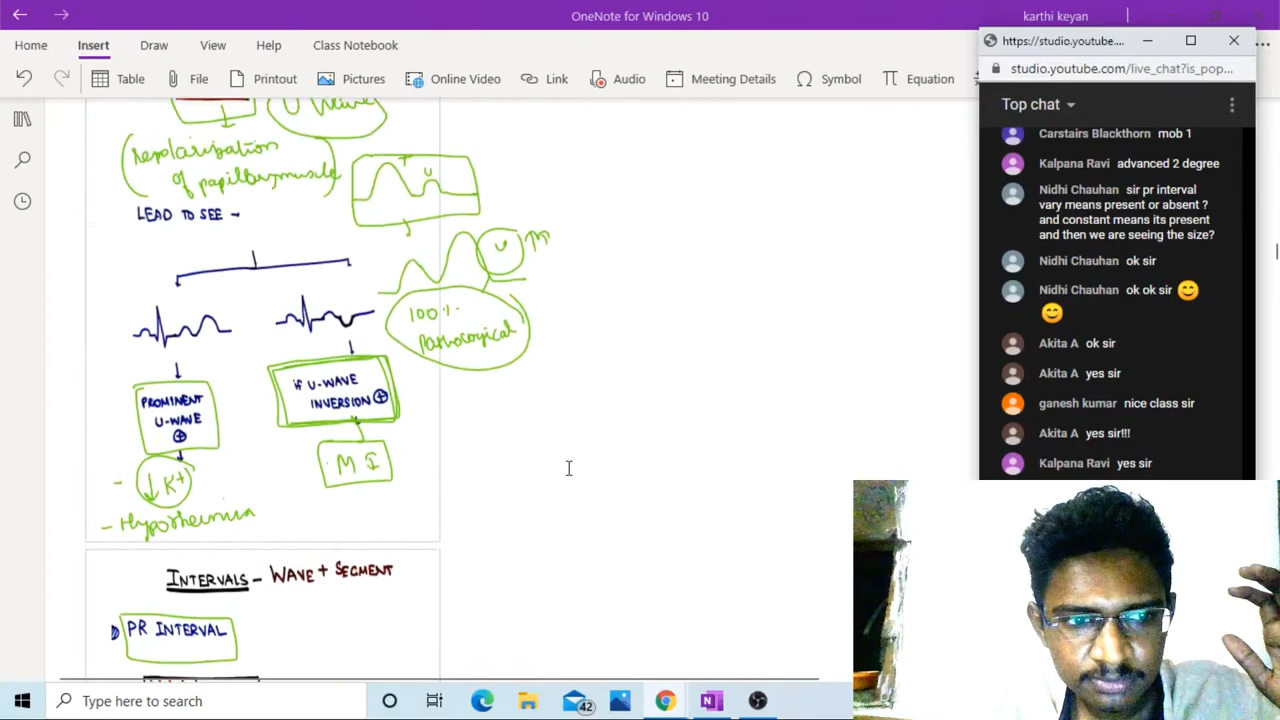 OneNote for Windows 10
karthi keyan
https://studio.youtube....
Home
Insert
Draw
View
Help
Class Notebook
studio.youtube.com/live_chat?is_pop...
Table
File
Printout
Pictures
Online Video
Link
Audio
Meeting Details
Symbol
Equation
Top chat
Carstairs Blackthorn mob 1
Kalpana Ravi advanced 2 degree
Nidhi Chauhan sir pr interval
vary means present or absent ?
and constant means its present
and then we are seeing the size?
Nidhi Chauhan ok sir
Nidhi Chauhan ok ok sir 😊
😊
Akita A ok sir
Akita A yes sir
ganesh kumar nice class sir
Akita A yes sir!!!
Kalpana Ravi yes sir
U
of papillary muscle
T
U
LEAD TO SEE -
U ↑
100%
Pathological
PROMINENT
U-WAVE
⊕
IF U-WAVE
INVERSION ⊕
- ↓ K+
MI
INTERVALS - WAVE + SEGMENT
PR INTERVAL
Type here to search
42